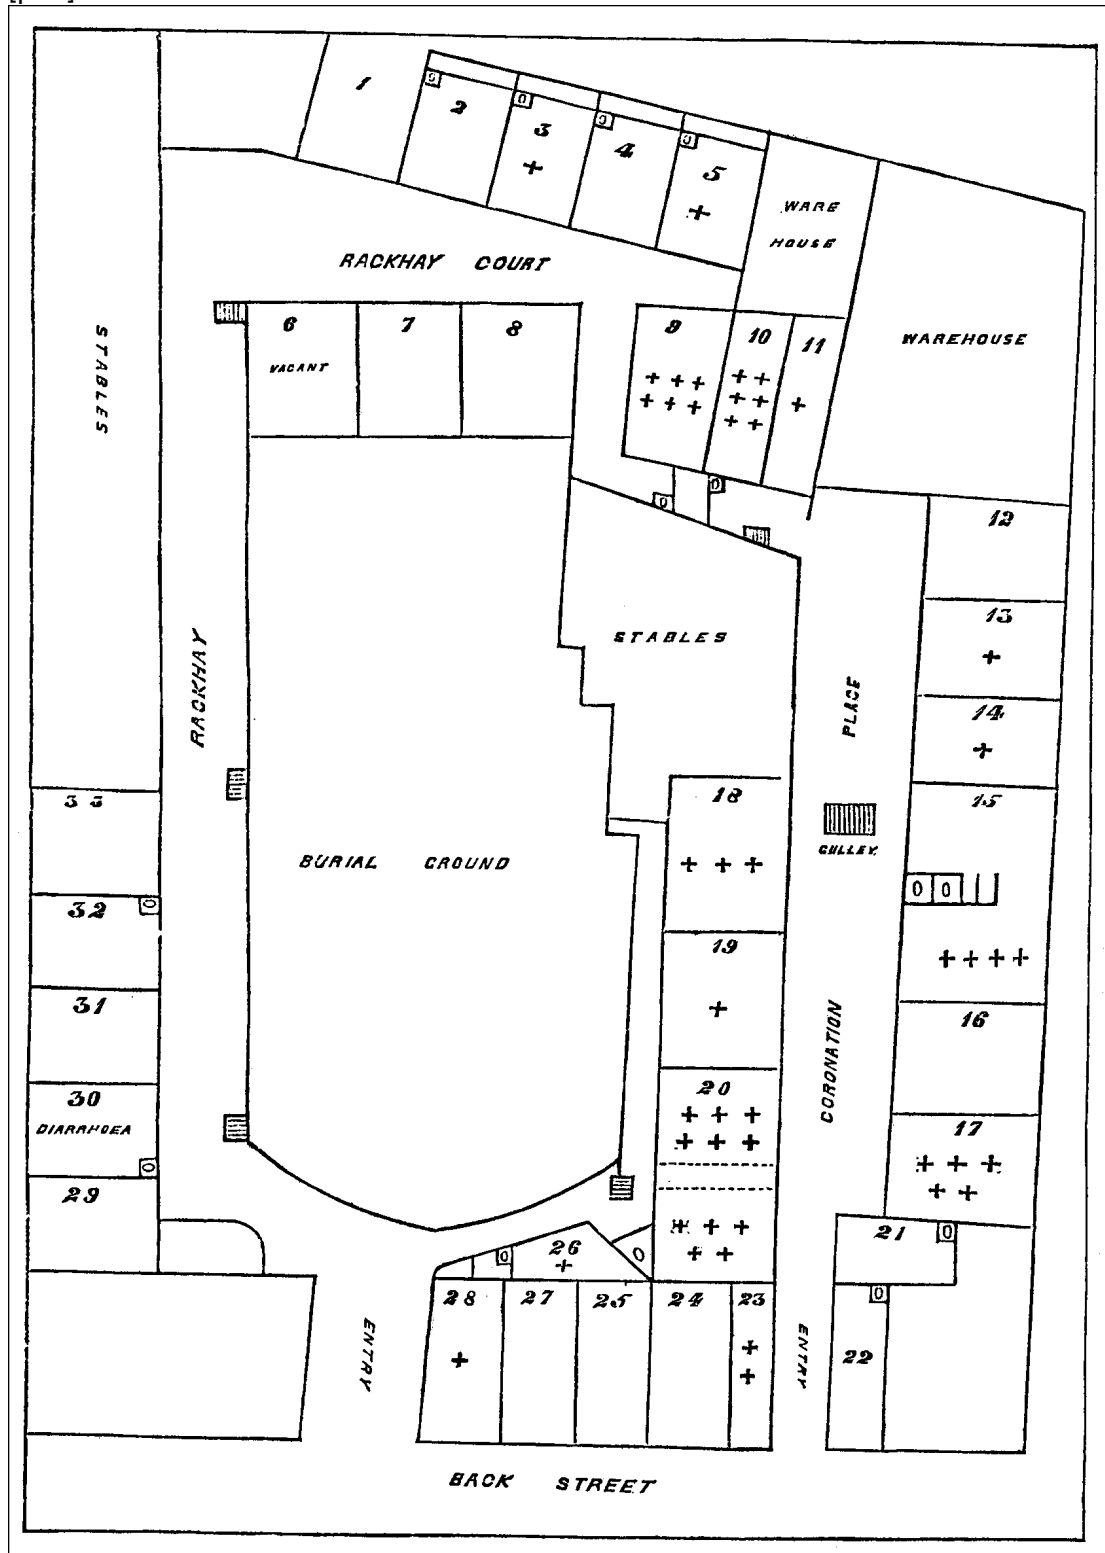 1
2
3
4
5
WARE
HOUSE
RACKHAY COURT
6
VACANT
7
8
9
10
11
WAREHOUSE
STABLES
12
13
14
15
16
17
STABLES
RACKHAY
PLACE
GULLEY.
CORONATION
BURIAL GROUND
18
19
20
33
32
31
30
DIARRHOEA
29
26
21
28
27
25
24
23
22
ENTRY
ENTRY
BACK STREET